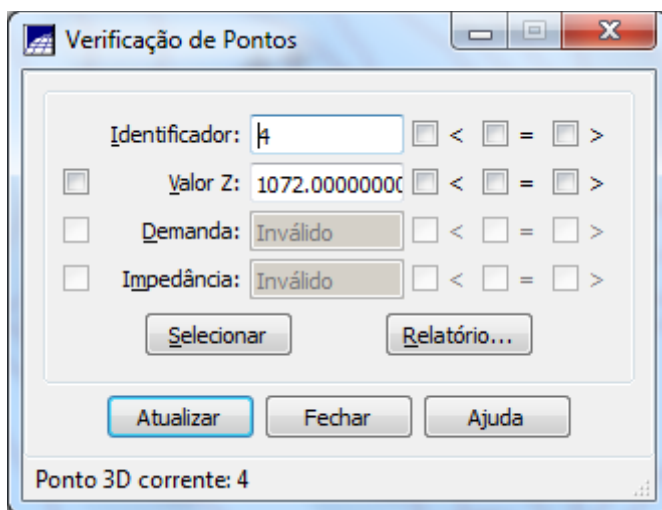 Verificação de Pontos
Identificador: 4 < = >
Valor Z: 1072.00000000 < = >
Demanda: Inválido < = >
Impedância: Inválido < = >
Selecionar Relatório...
Atualizar Fechar Ajuda
Ponto 3D corrente: 4